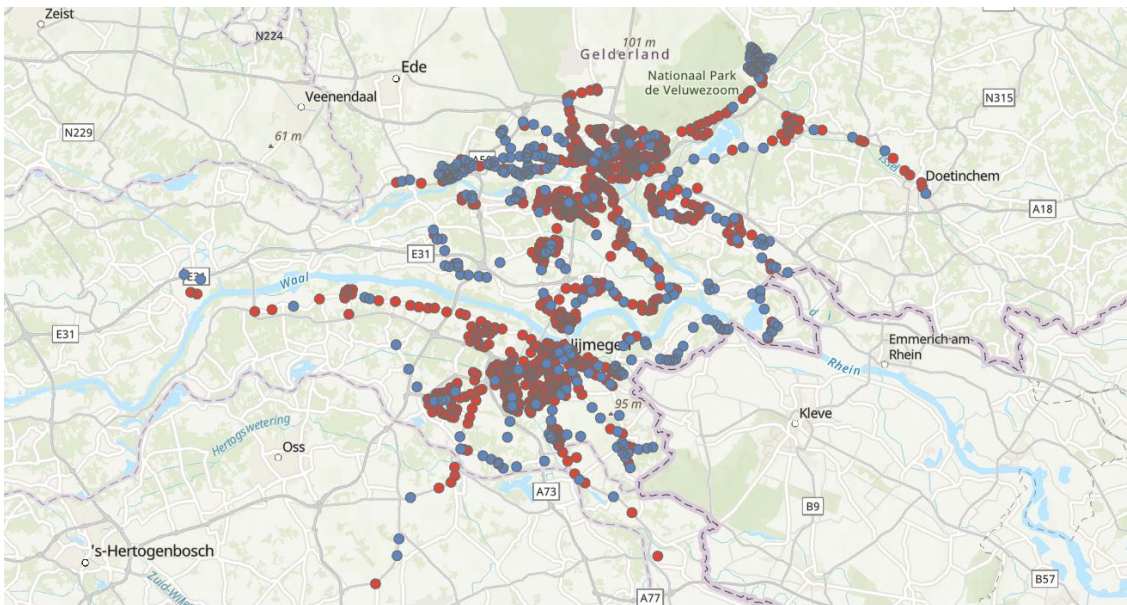 Zeist
N224
101 m
Gelderland
Ede
Nationaal Park
de Veluwezoom
Veenendaal
N315
N229
61 m
Doetinchem
A18
E31
Waal
E31
Emmerich am
Rhein
Rhein
95 m
Kleve
Hertogswetering
Oss
A73
B9
's-Hertogenbosch
B57
A77